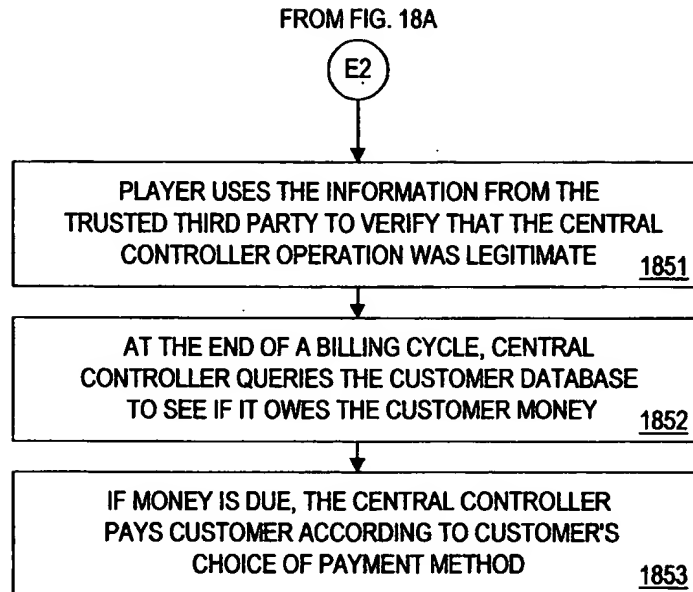 FROM FIG. 18A
E2
PLAYER USES THE INFORMATION FROM THE
TRUSTED THIRD PARTY TO VERIFY THAT THE CENTRAL
CONTROLLER OPERATION WAS LEGITIMATE
1851
AT THE END OF A BILLING CYCLE, CENTRAL
CONTROLLER QUERIES THE CUSTOMER DATABASE
TO SEE IF IT OWES THE CUSTOMER MONEY
1852
IF MONEY IS DUE, THE CENTRAL CONTROLLER
PAYS CUSTOMER ACCORDING TO CUSTOMER'S
CHOICE OF PAYMENT METHOD
1853